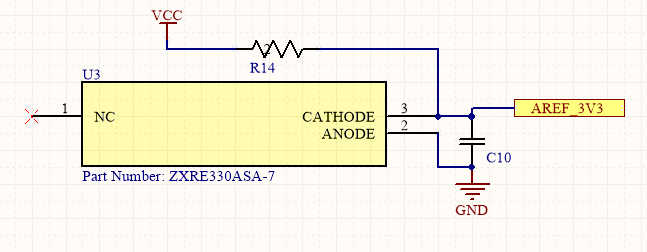 VCC
R14
U3
1
NC
CATHODE
3
ANODE
2
AREF_3V3
C10
Part Number: ZXRE330ASA-7
GND